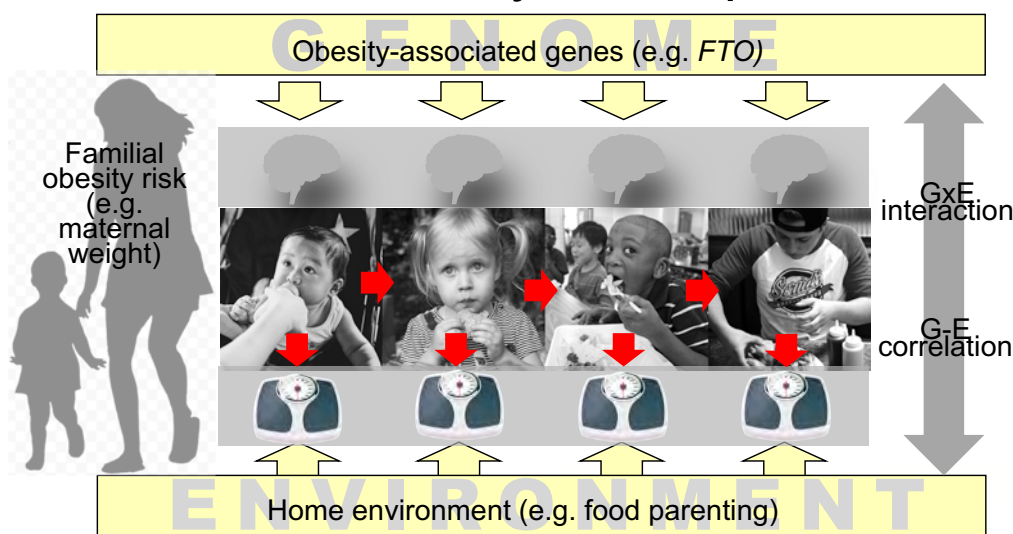 GENOME
Obesity-associated genes (e.g. FTO)
Familial
obesity risk
(e.g.
maternal
weight)
GxE
interaction
G-E
correlation
ENVIRONMENT
Home environment (e.g. food parenting)